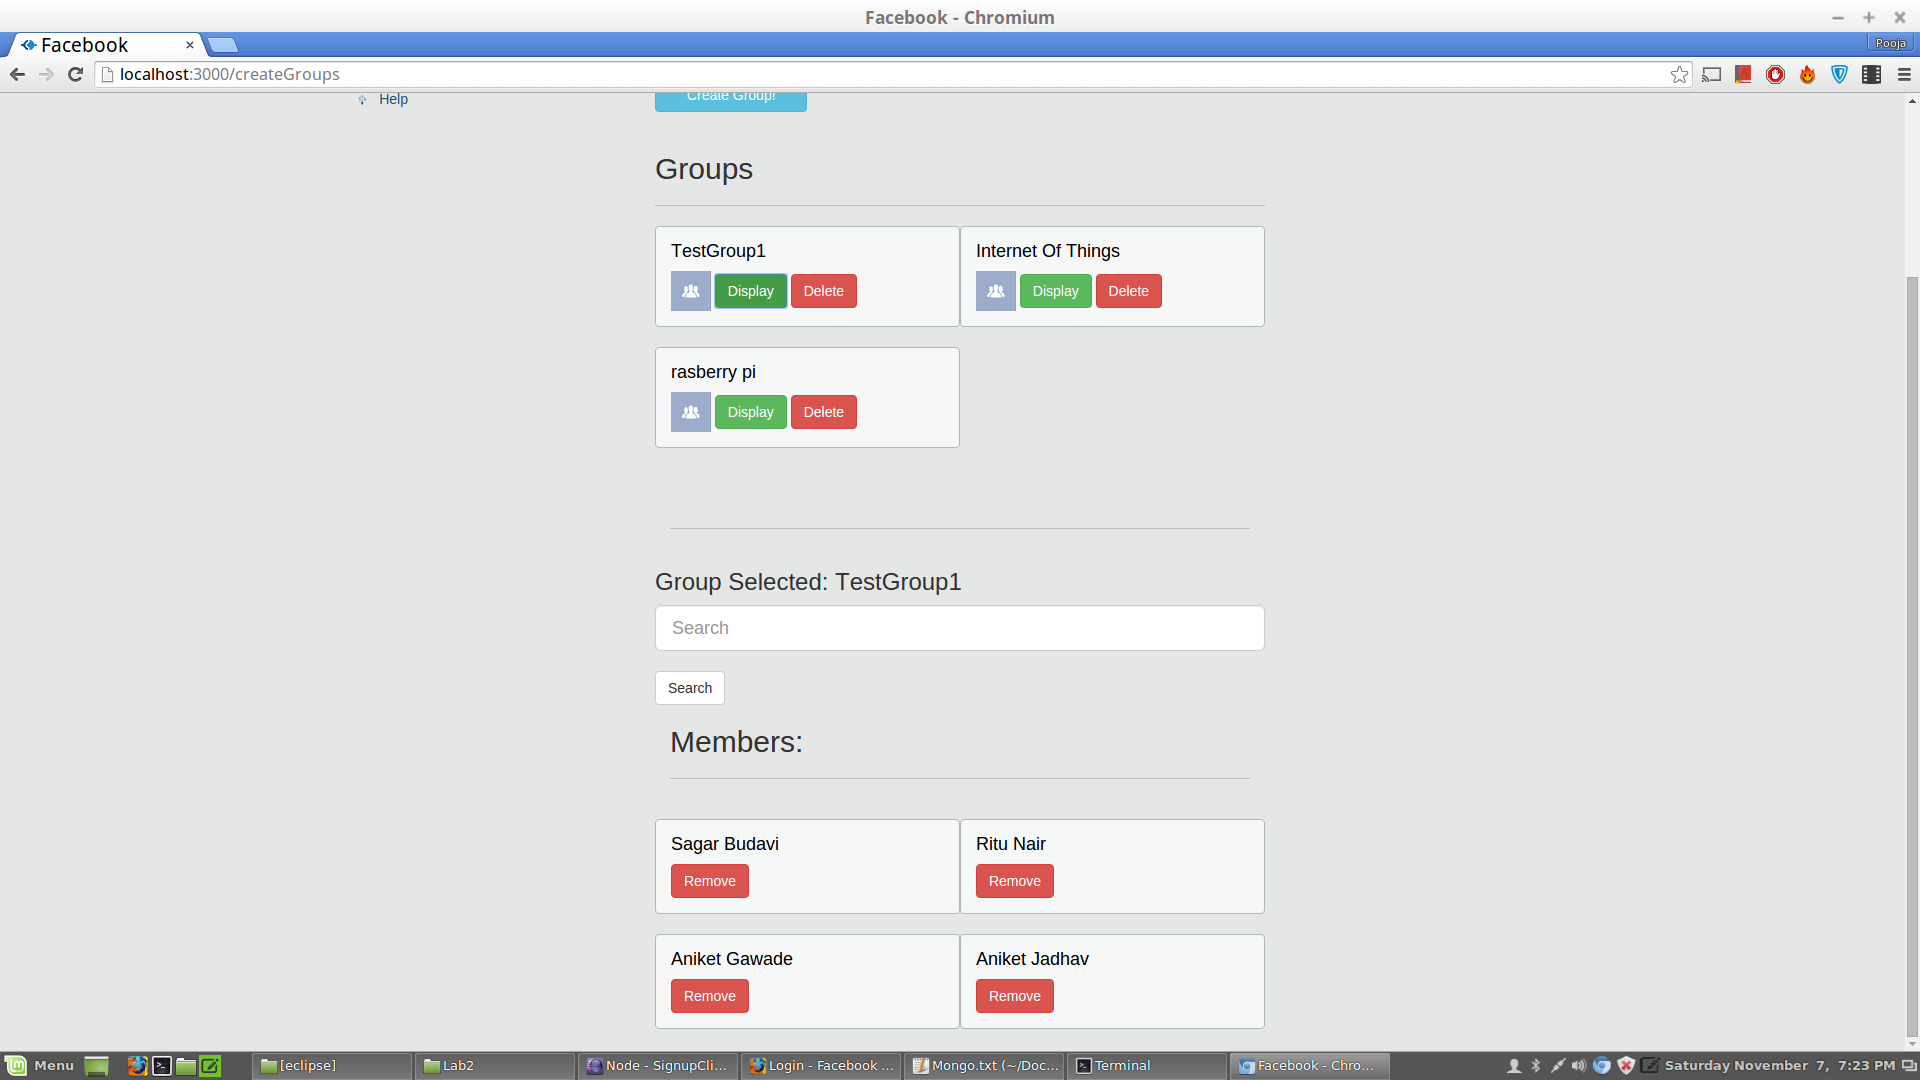 Facebook - Chromium
Facebook
Pooja
localhost:3000/createGroups
Help
Create Group!
Groups
TestGroup1
Internet Of Things
Display
Delete
Display
Delete
rasberry pi
Display
Delete
Group Selected: TestGroup1
Search
Search
Members:
Sagar Budavi
Ritu Nair
Remove
Remove
Aniket Gawade
Aniket Jadhav
Remove
Remove
Menu
[eclipse]
Lab2
Node - SignupCli...
Login - Facebook ...
Mongo.txt (~/Doc...
Terminal
Facebook - Chro...
Saturday November 7, 7:23 PM